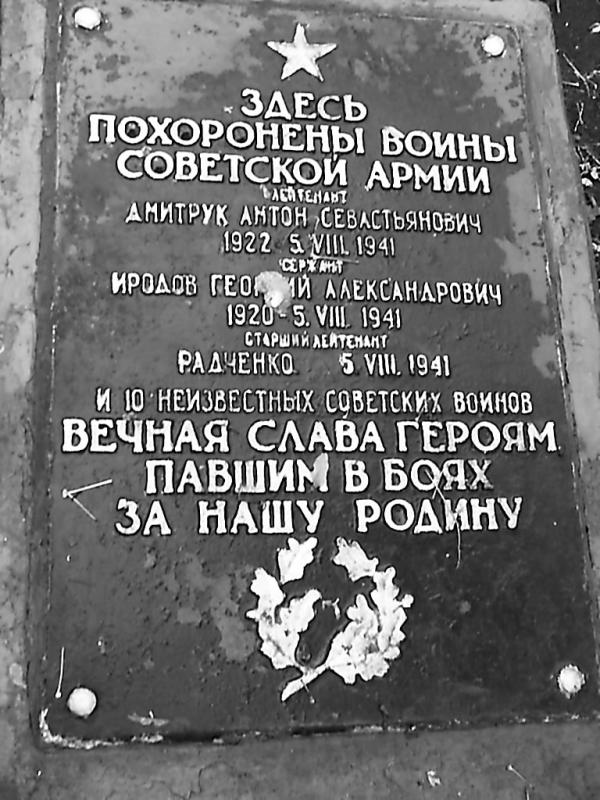 ЗДЕСЬ
ПОХОРОНЕНЫ ВОИНЫ
СОВЕТСКОЙ АРМИИ
ЛЕЙТЕНАНТ
ДМИТРУК АНТОН СЕВАСТЬЯНОВИЧ
1922 5. VIII. 1941
СЕРЖАНТ
ИРОДОВ ГЕОРГИЙ АЛЕКСАНДРОВИЧ
1920 - 5. VIII. 1941
СТАРШИЙ ЛЕЙТЕНАНТ
РАДЧЕНКО 5 VIII. 1941
И 10 НЕИЗВЕСТНЫХ СОВЕТСКИХ ВОИНОВ
ВЕЧНАЯ СЛАВА ГЕРОЯМ
ПАВШИМ В БОЯХ
ЗА НАШУ РОДИНУ